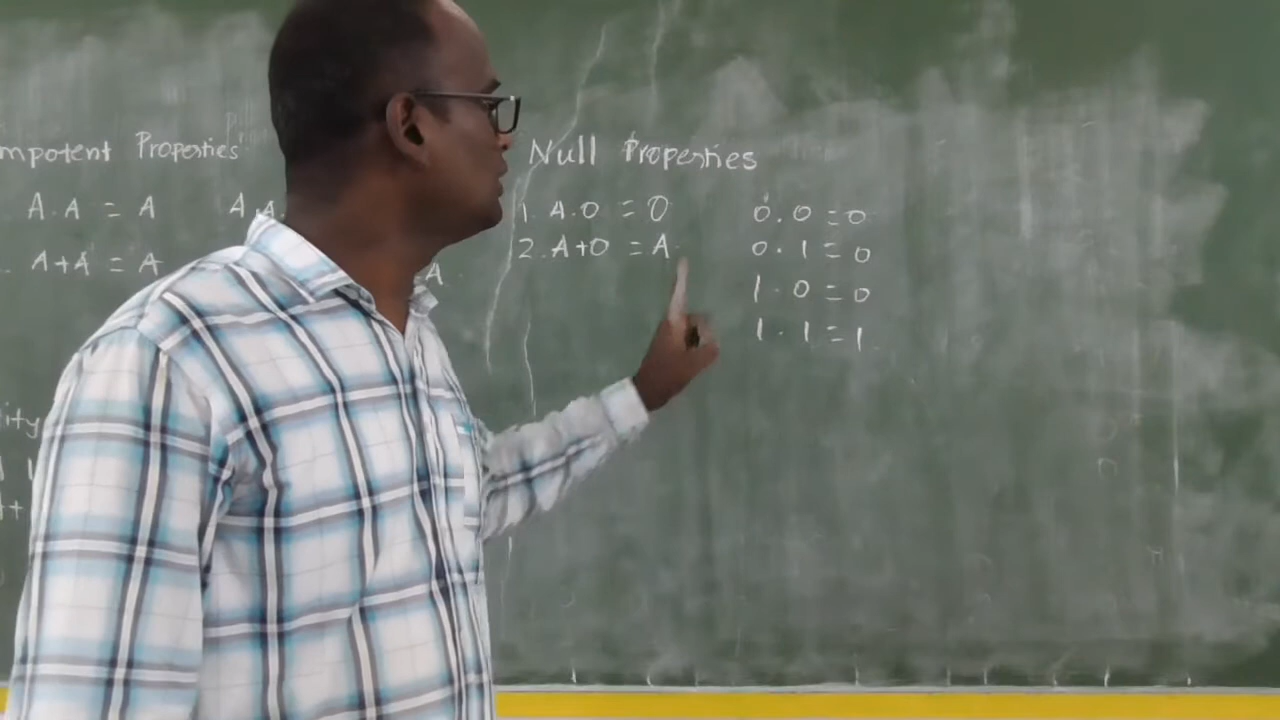 mpotent Properties
A.A = A A.A
A+A = A A.
ity
Null Properties
1. A.0 = 0
2. A+0 = A
0.0 = 0
0.1 = 0
1.0 = 0
1.1 = 1.